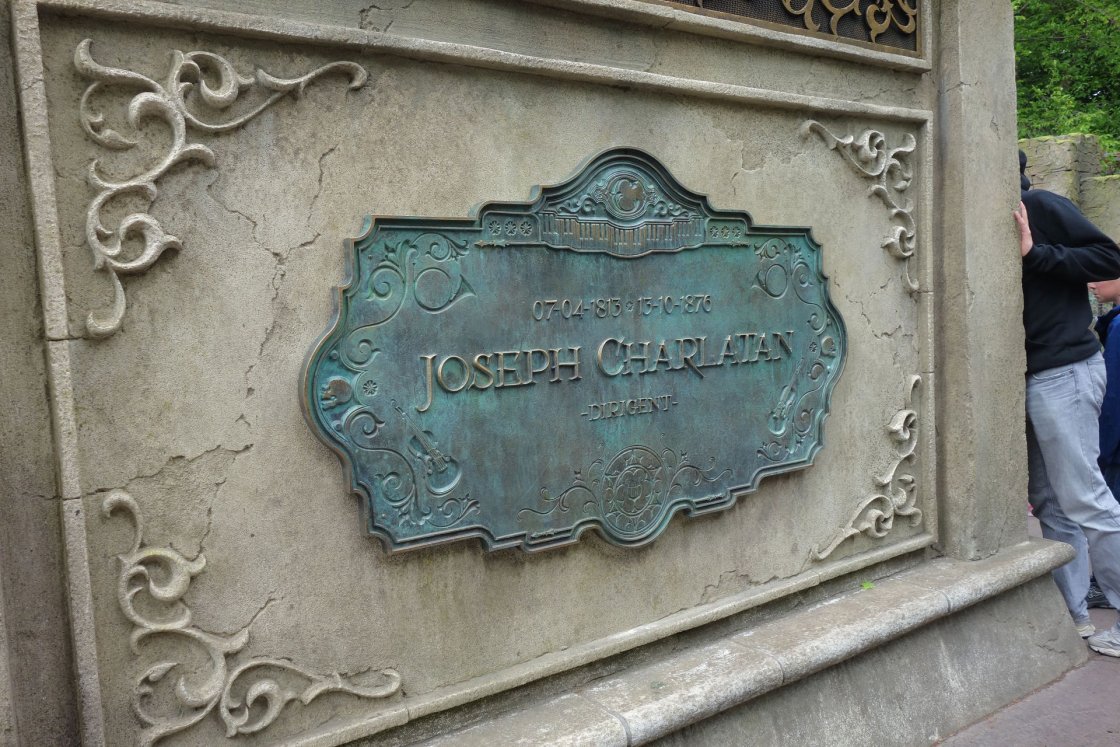 07-04-1813 * 13-10-1876
JOSEPH CHARLATAN
-DIRIGENT-